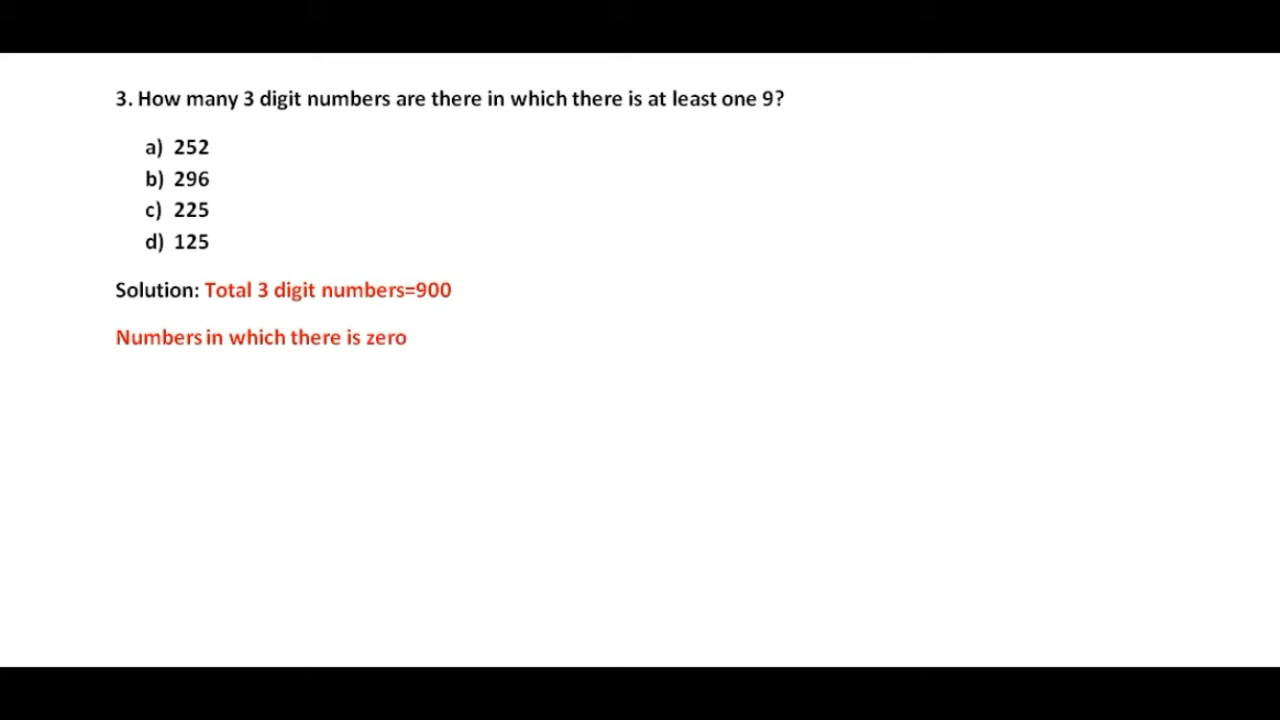 3. How many 3 digit numbers are there in which there is at least one 9?
a) 252
b) 296
c) 225
d) 125
Solution: Total 3 digit numbers=900
Numbers in which there is zero